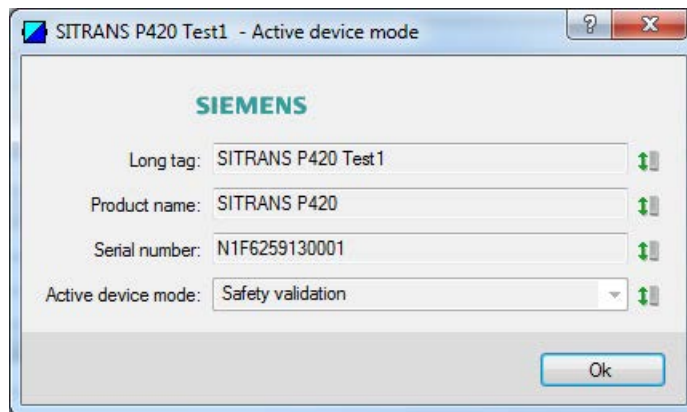 SITRANS P420 Test1 - Active device mode
?
SIEMENS
Long tag: SITRANS P420 Test1
Product name: SITRANS P420
Serial number: N1F6259130001
Active device mode: Safety validation
Ok